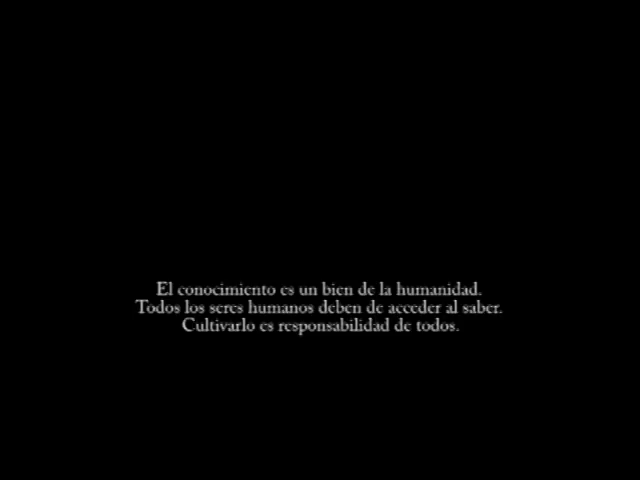 El conocimiento es un bien de la humanidad.
Todos los seres humanos deben de acceder al saber.
Cultivarlo es responsabilidad de todos.